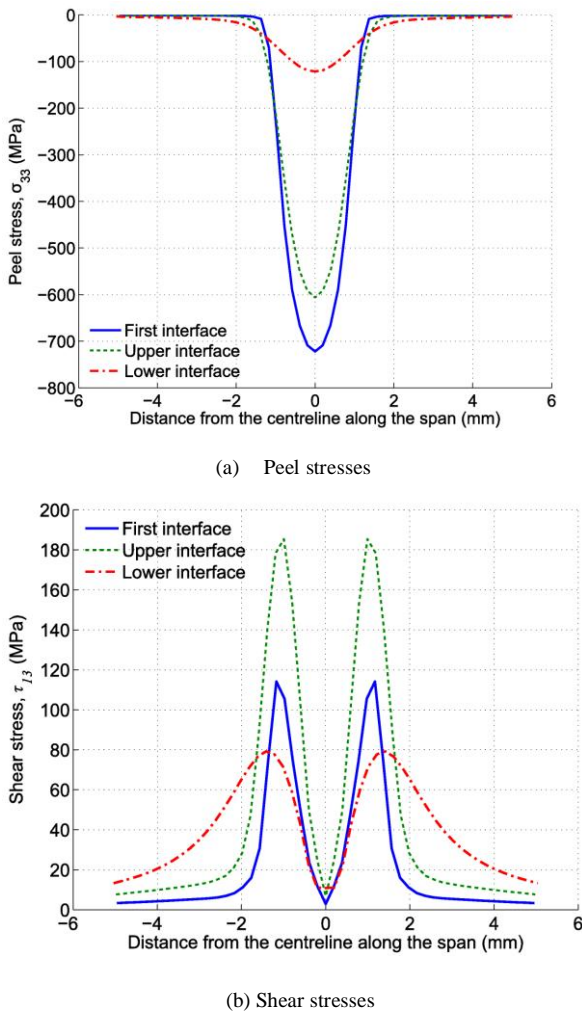 0
−100
−200
−300
−400
−500
−600
−700
−800
Peel stress, σ33 (MPa)
First interface
Upper interface
Lower interface
−6 −4 −2 0 2 4 6
Distance from the centreline along the span (mm)
(a) Peel stresses
200
180
160
140
120
100
80
60
40
20
0
Shear stress, τ13 (MPa)
First interface
Upper interface
Lower interface
−6 −4 −2 0 2 4 6
Distance from the centreline along the span (mm)
(b) Shear stresses